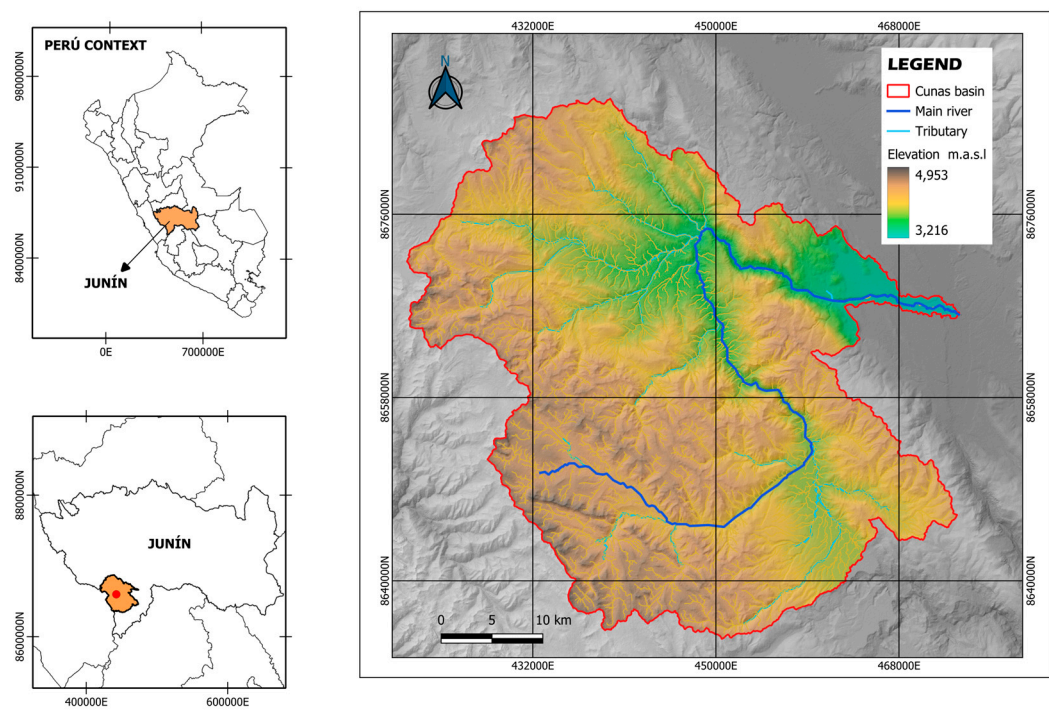 PERÚ CONTEXT
9800000N
9100000N
8400000N
JUNÍN
0E
700000E
8800000N
8600000N
JUNÍN
400000E
600000E
432000E
450000E
468000E
N
LEGEND
Cunas basin
Main river
Tributary
Elevation m.a.s.l
4,953
3,216
8676000N
8676000N
8658000N
8658000N
8640000N
8640000N
0 5 10 km
432000E
450000E
468000E